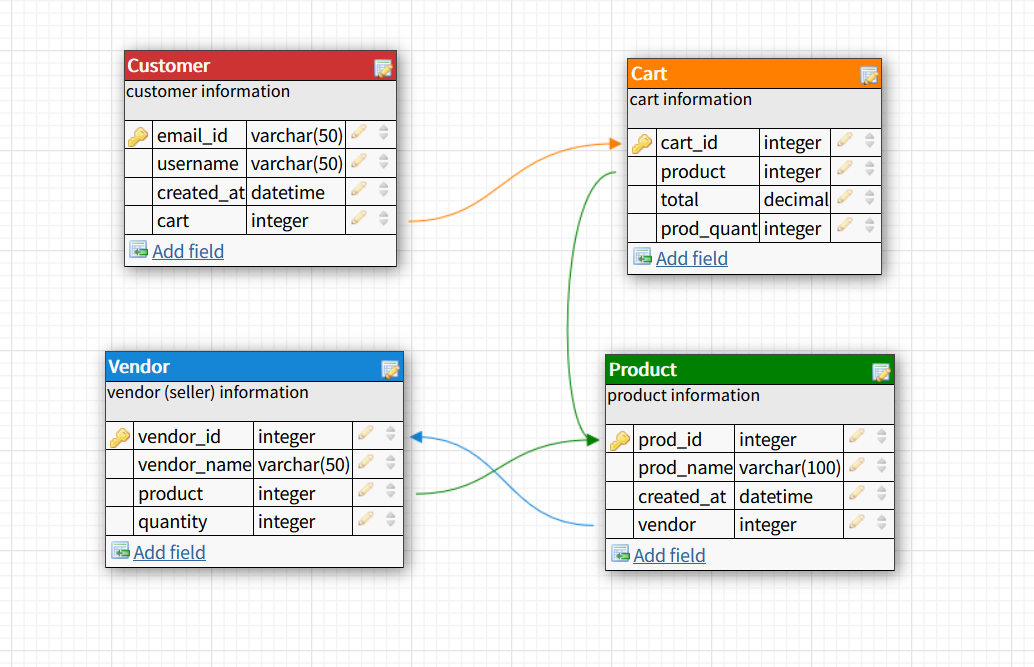 Customer
customer information
email_id varchar(50)
username varchar(50)
created_at datetime
cart integer
Add field
Cart
cart information
cart_id integer
product integer
total decimal
prod_quant integer
Add field
Vendor
vendor (seller) information
vendor_id integer
vendor_name varchar(50)
product integer
quantity integer
Add field
Product
product information
prod_id integer
prod_name varchar(100)
created_at datetime
vendor integer
Add field